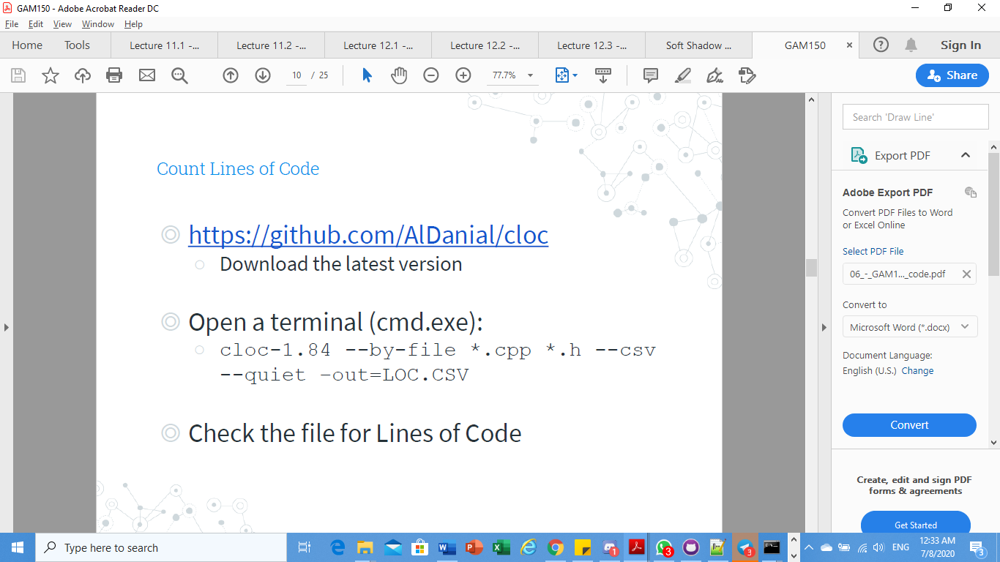 GAM150 - Adobe Acrobat Reader DC
File Edit View Window Help
Home Tools Lecture 11.1 -... Lecture 11.2 -... Lecture 12.1 -... Lecture 12.2 -... Lecture 12.3 -... Soft Shadow ... GAM150 × ? Sign In
10 / 25 77.7% Share
Count Lines of Code
https://github.com/AlDanial/cloc
Download the latest version
Open a terminal (cmd.exe):
cloc-1.84 --by-file *.cpp *.h --csv
--quiet –out=LOC.CSV
Check the file for Lines of Code
Search 'Draw Line'
Export PDF
Adobe Export PDF
Convert PDF Files to Word
or Excel Online
Select PDF File
06_-_GAM1..._code.pdf
Convert to
Microsoft Word (*.docx)
Document Language:
English (U.S.) Change
Convert
Create, edit and sign PDF
forms & agreements
Get Started
Type here to search
1
3
3
ENG
12:33 AM
7/8/2020
3